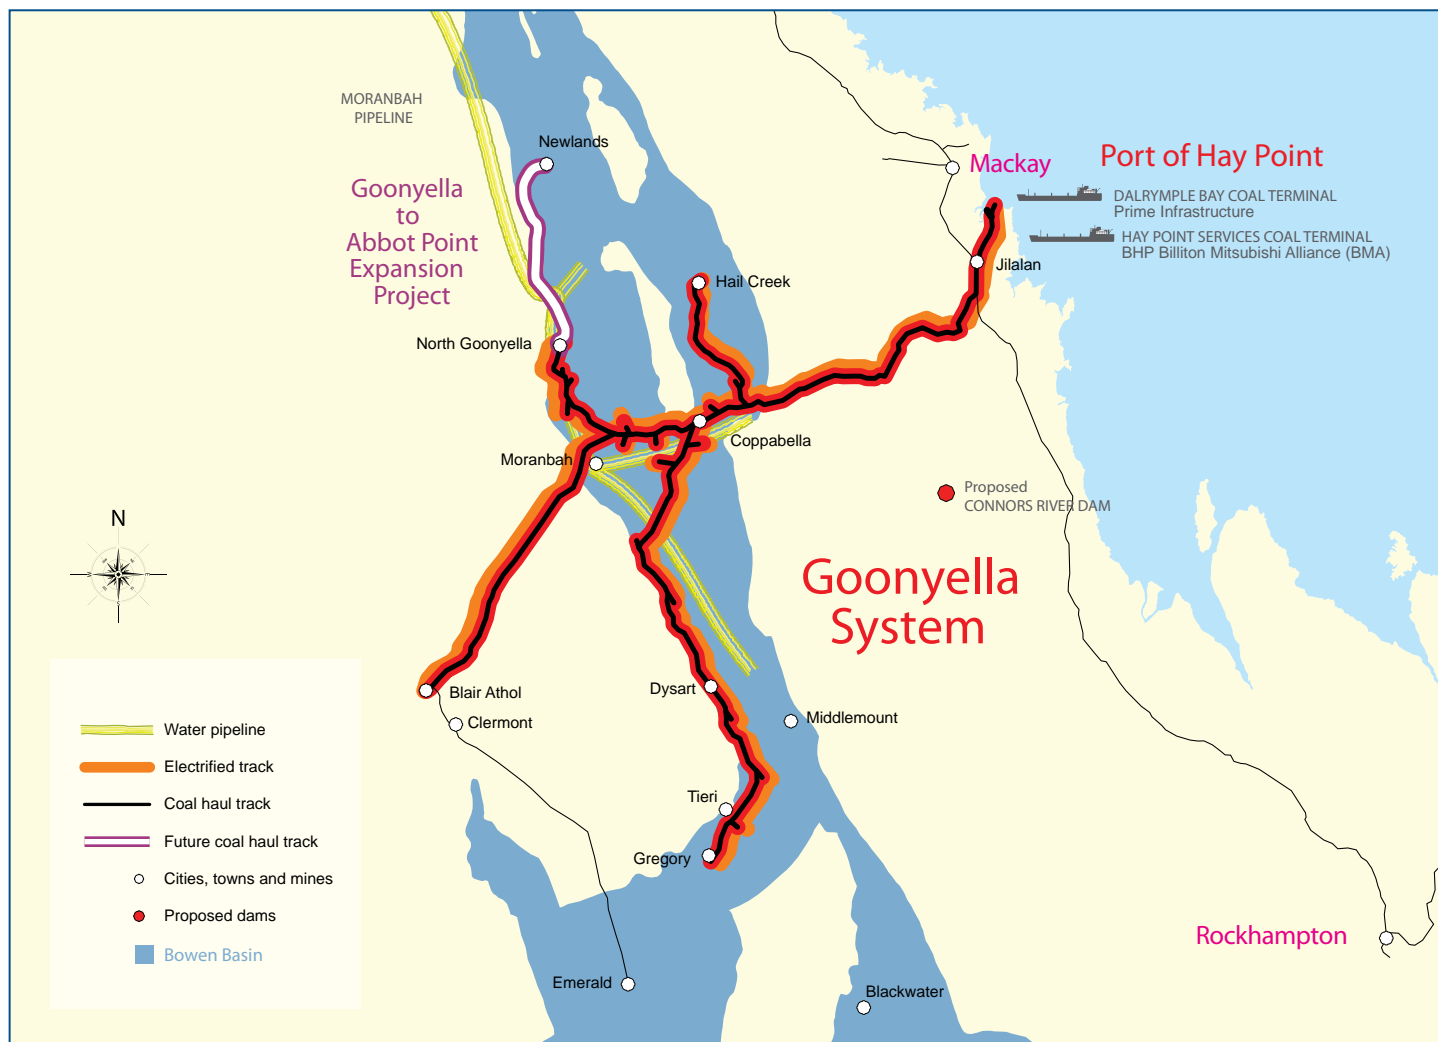 MORANBAH
PIPELINE
Newlands
Goonyella
to
Abbot Point
Expansion
Project
Mackay
Port of Hay Point
DALRYMPLE BAY COAL TERMINAL
Prime Infrastructure
HAY POINT SERVICES COAL TERMINAL
BHP Billiton Mitsubishi Alliance (BMA)
Jilalan
Hail Creek
North Goonyella
Coppabella
Moranbah
Proposed
CONNORS RIVER DAM
N
Goonyella
System
Blair Athol
Clermont
Dysart
Middlemount
Tieri
Gregory
Water pipeline
Electrified track
Coal haul track
Future coal haul track
Cities, towns and mines
Proposed dams
Bowen Basin
Emerald
Blackwater
Rockhampton